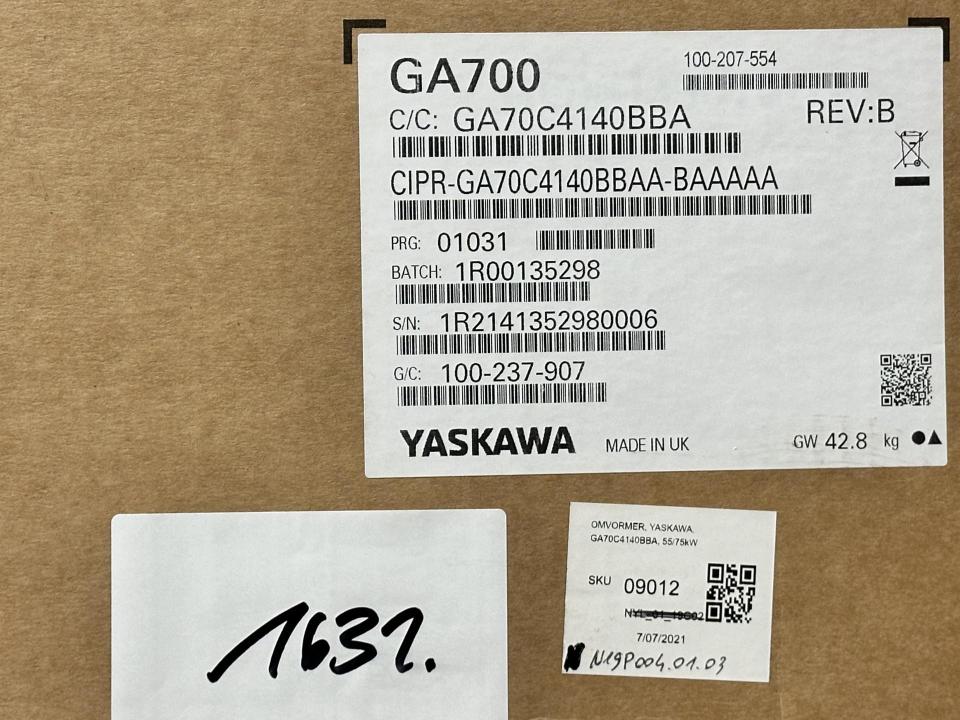 GA700
100-207-554
C/C: GA70C4140BBA
REV:B
CIPR-GA70C4140BBAA-BAAAAA
PRG: 01031
BATCH: 1R00135298
S/N: 1R2141352980006
G/C: 100-237-907
YASKAWA
MADE IN UK
GW 42.8 kg
OMVORMER, YASKAWA,
GA70C4140BBA, 55/75kW
SKU 09012
7/07/2021
N19P004.01.03
1631.